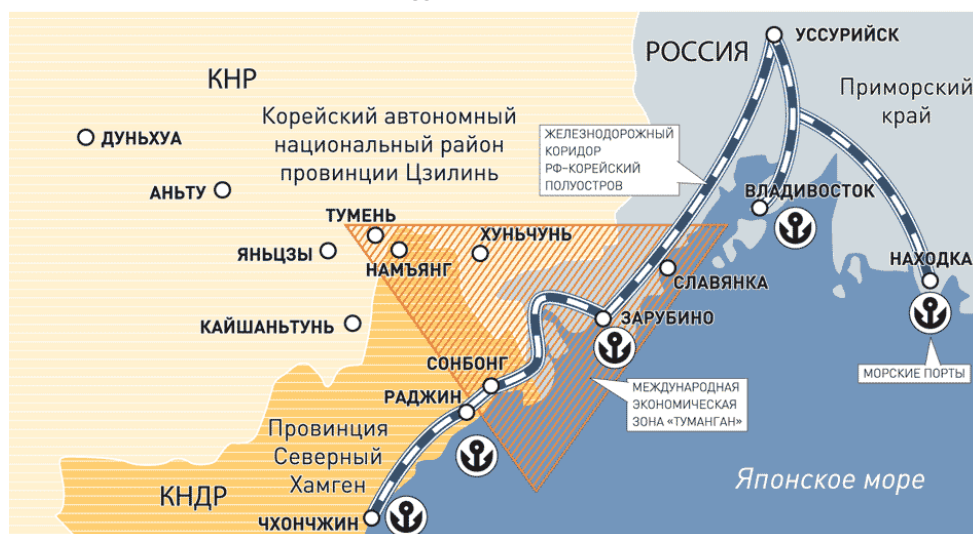 УССУРИЙСК
РОССИЯ
КНР
Приморский
край
Корейский автономный
национальный район
провинции Цзилинь
ДУНЬХУА
ЖЕЛЕЗНОДОРОЖНЫЙ
КОРИДОР
РФ–КОРЕЙСКИЙ
ПОЛУОСТРОВ
АНЬТУ
ВЛАДИВОСТОК
ТУМЕНЬ
ХУНЬЧУНЬ
ЯНЬЦЗЫ
НАМЪЯНГ
НАХОДКА
СЛАВЯНКА
ЗАРУБИНО
КАЙШАНЬТУНЬ
СОНБОНГ
МОРСКИЕ ПОРТЫ
РАДЖИН
МЕЖДУНАРОДНАЯ
ЭКОНОМИЧЕСКАЯ
ЗОНА «ТУМАНГАН»
Провинция
Северный
Хамген
Японское море
КНДР
ЧХОНЧЖИН